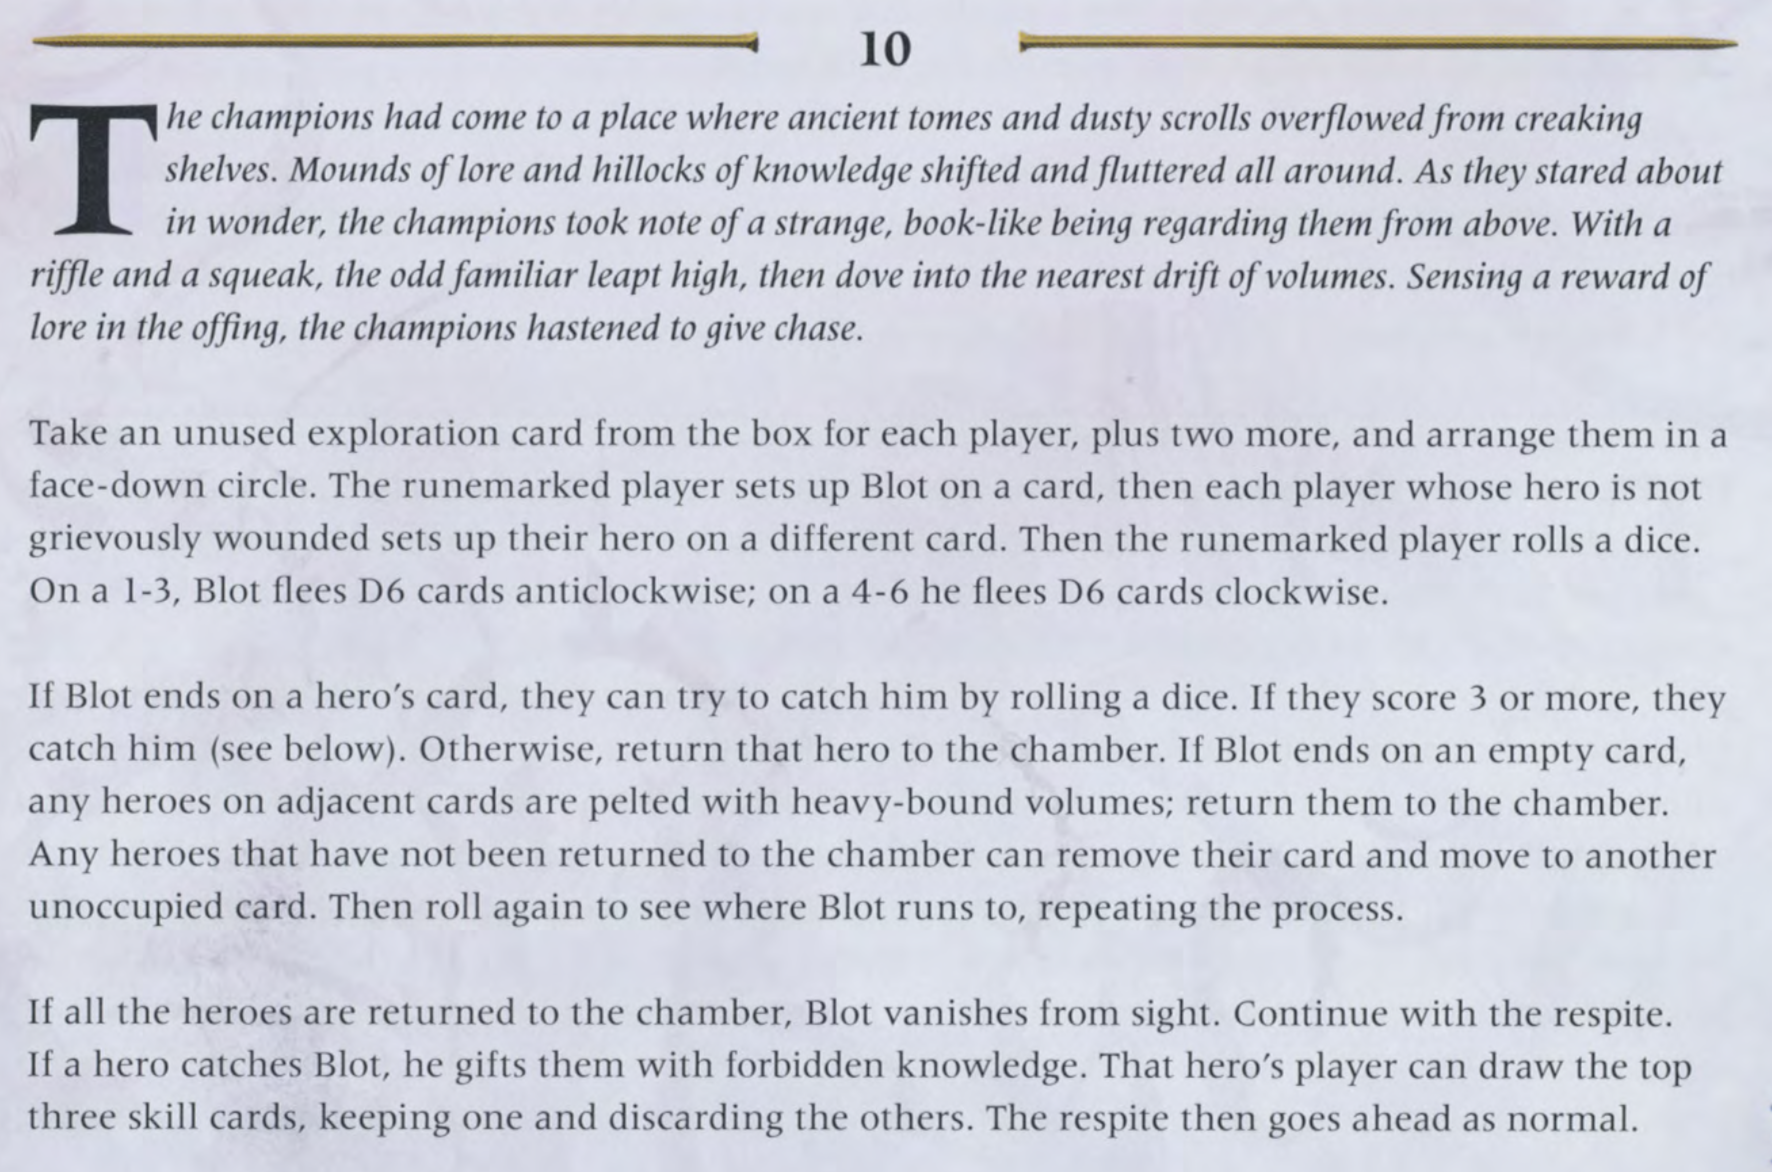 10
The champions had come to a place where ancient tomes and dusty scrolls overflowed from creaking
shelves. Mounds of lore and hillocks of knowledge shifted and fluttered all around. As they stared about
in wonder, the champions took note of a strange, book-like being regarding them from above. With a
riffle and a squeak, the odd familiar leapt high, then dove into the nearest drift of volumes. Sensing a reward of
lore in the offing, the champions hastened to give chase.
Take an unused exploration card from the box for each player, plus two more, and arrange them in a
face-down circle. The runemarked player sets up Blot on a card, then each player whose hero is not
grievously wounded sets up their hero on a different card. Then the runemarked player rolls a dice.
On a 1-3, Blot flees D6 cards anticlockwise; on a 4-6 he flees D6 cards clockwise.
If Blot ends on a hero's card, they can try to catch him by rolling a dice. If they score 3 or more, they
catch him (see below). Otherwise, return that hero to the chamber. If Blot ends on an empty card,
any heroes on adjacent cards are pelted with heavy-bound volumes; return them to the chamber.
Any heroes that have not been returned to the chamber can remove their card and move to another
unoccupied card. Then roll again to see where Blot runs to, repeating the process.
If all the heroes are returned to the chamber, Blot vanishes from sight. Continue with the respite.
If a hero catches Blot, he gifts them with forbidden knowledge. That hero's player can draw the top
three skill cards, keeping one and discarding the others. The respite then goes ahead as normal.